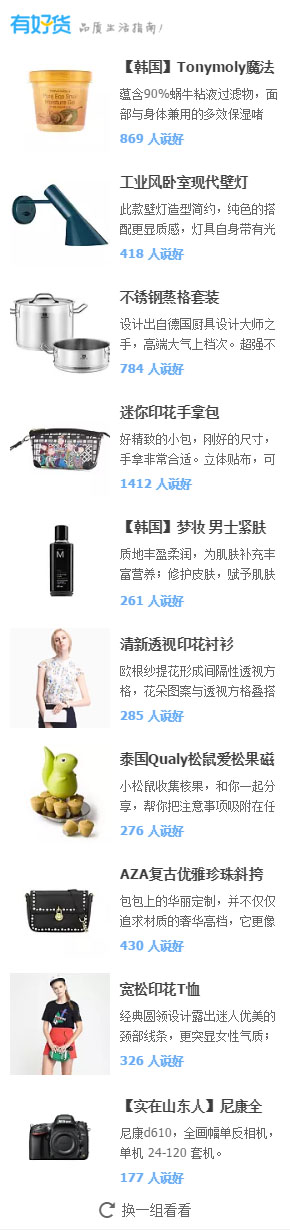 有好货 品质生活指南/
【韩国】Tonymoly魔法
蕴含90%蜗牛粘液过滤物，面
部与身体兼用的多效保湿啫
869 人说好
工业风卧室现代壁灯
此款壁灯造型简约，纯色的搭
配更显质感，灯具自身带有光
418 人说好
不锈钢蒸格套装
设计出自德国厨具设计大师之
手，高端大气上档次。超强不
784 人说好
迷你印花手拿包
好精致的小包，刚好的尺寸，
手拿非常合适。立体贴布，可
1412 人说好
【韩国】梦妆 男士紧肤
质地丰盈柔润，为肌肤补充丰
富营养；修护皮肤，赋予肌肤
261 人说好
清新透视印花衬衫
欧根纱提花形成间隔性透视方
格，花朵图案与透视方格叠搭
285 人说好
泰国Qualy松鼠爱松果磁
小松鼠收集核果，和你一起分
享，帮你把注意事项吸附在任
276 人说好
AZA复古优雅珍珠斜挎
包包上的华丽定制，并不仅仅
追求材质的奢华高档，它更像
430 人说好
宽松印花T恤
经典圆领设计露出迷人优美的
颈部线条，更突显女性气质；
326 人说好
【实在山东人】尼康全
尼康d610，全画幅单反相机，
单机 24-120 套机。
177 人说好
换一组看看